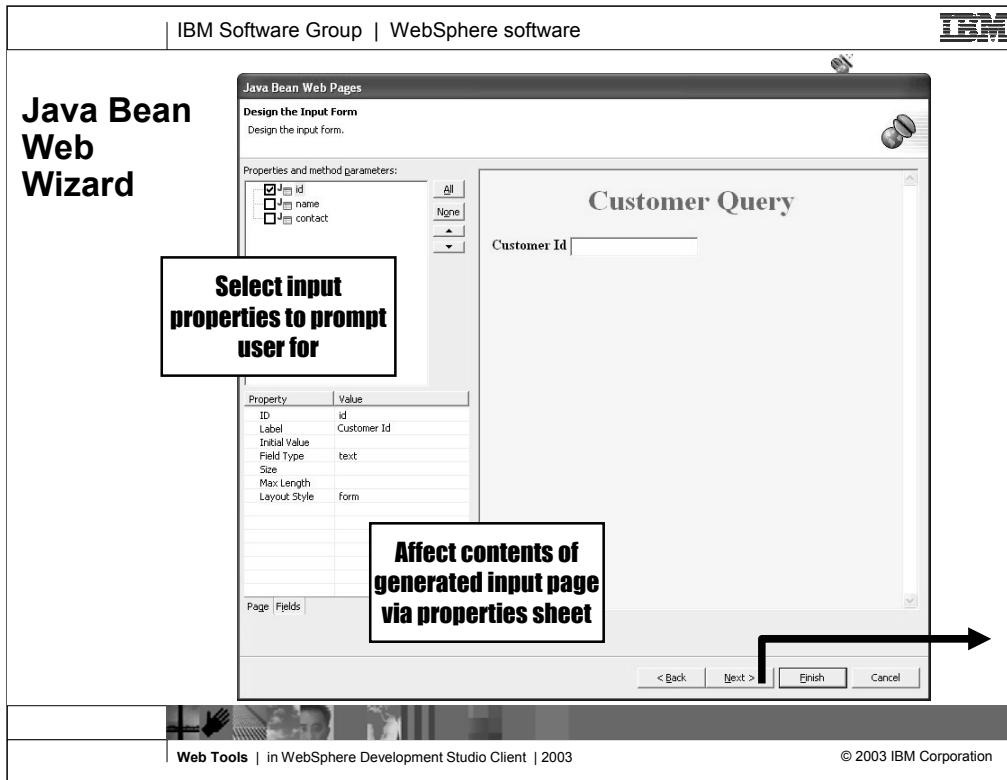 IBM Software Group | WebSphere software
IBM
Java Bean
Web
Wizard
Java Bean Web Pages
Design the Input Form
Design the input form.
Properties and method parameters:
id
name
contact
All
None
Customer Query
Customer Id
Select input
properties to prompt
user for
Property Value
ID id
Label Customer Id
Initial Value
Field Type text
Size
Max Length
Layout Style form
Affect contents of
generated input page
via properties sheet
Page Fields
< Back Next > Finish Cancel
Web Tools | in WebSphere Development Studio Client | 2003
© 2003 IBM Corporation